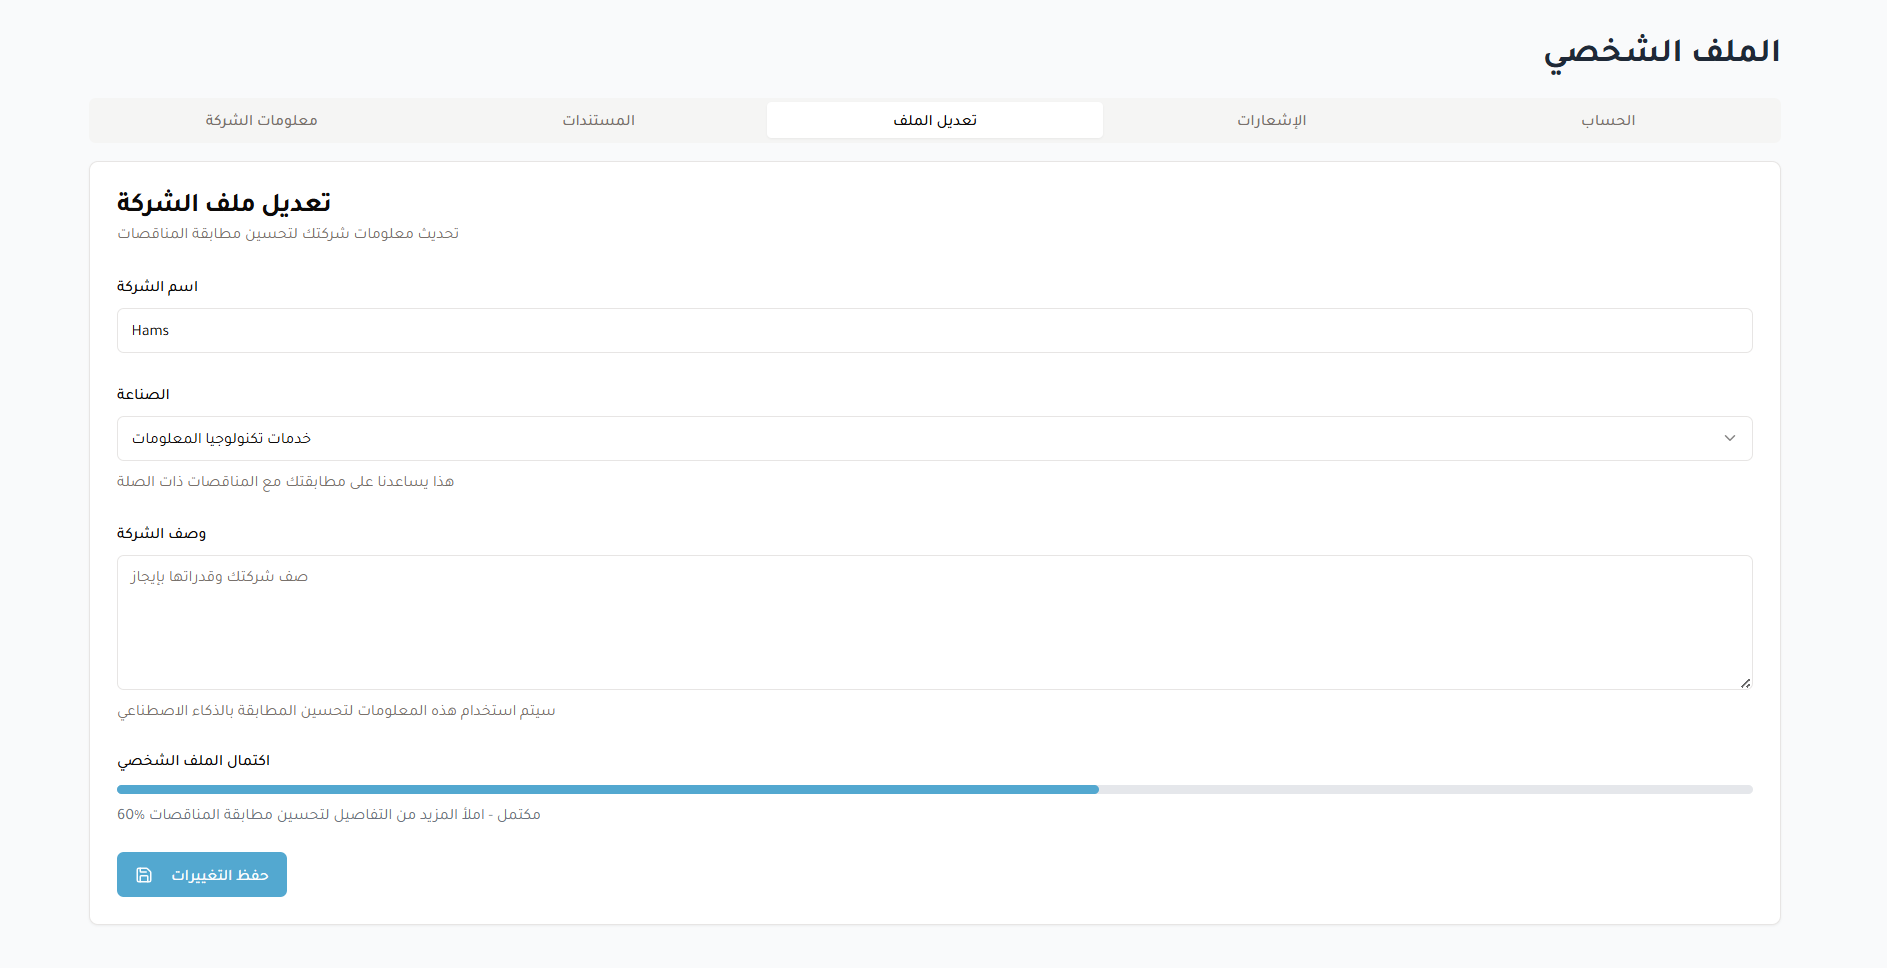 الملف الشخصي
الحساب
الإشعارات
تعديل الملف
المستندات
معلومات الشركة
تعديل ملف الشركة
تحديث معلومات شركتك لتحسين مطابقة المناقصات
اسم الشركة
Hams
الصناعة
خدمات تكنولوجيا المعلومات
هذا يساعدنا على مطابقتك مع المناقصات ذات الصلة
وصف الشركة
صف شركتك وقدراتها بإيجاز
سيتم استخدام هذه المعلومات لتحسين المطابقة بالذكاء الاصطناعي
اكتمال الملف الشخصي
60% مكتمل - املأ المزيد من التفاصيل لتحسين مطابقة المناقصات
حفظ التغييرات